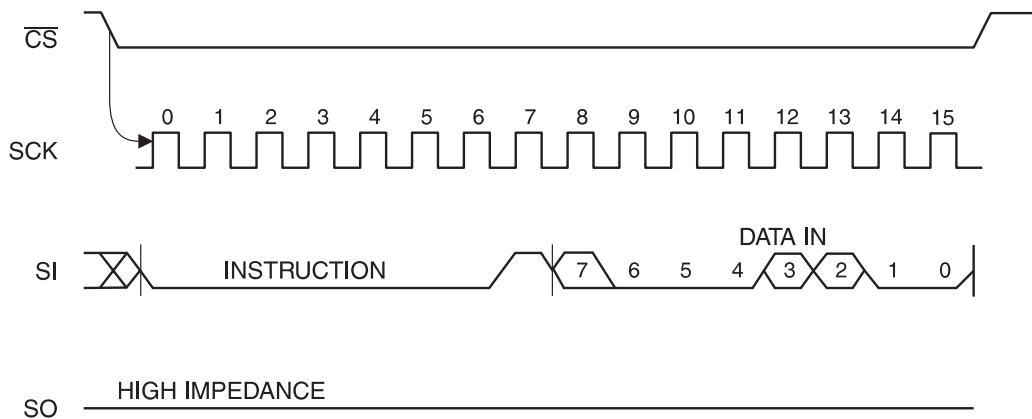 CS
0 1 2 3 4 5 6 7 8 9 10 11 12 13 14 15
SCK
DATA IN
SI INSTRUCTION 7 6 5 4 3 2 1 0
HIGH IMPEDANCE
SO